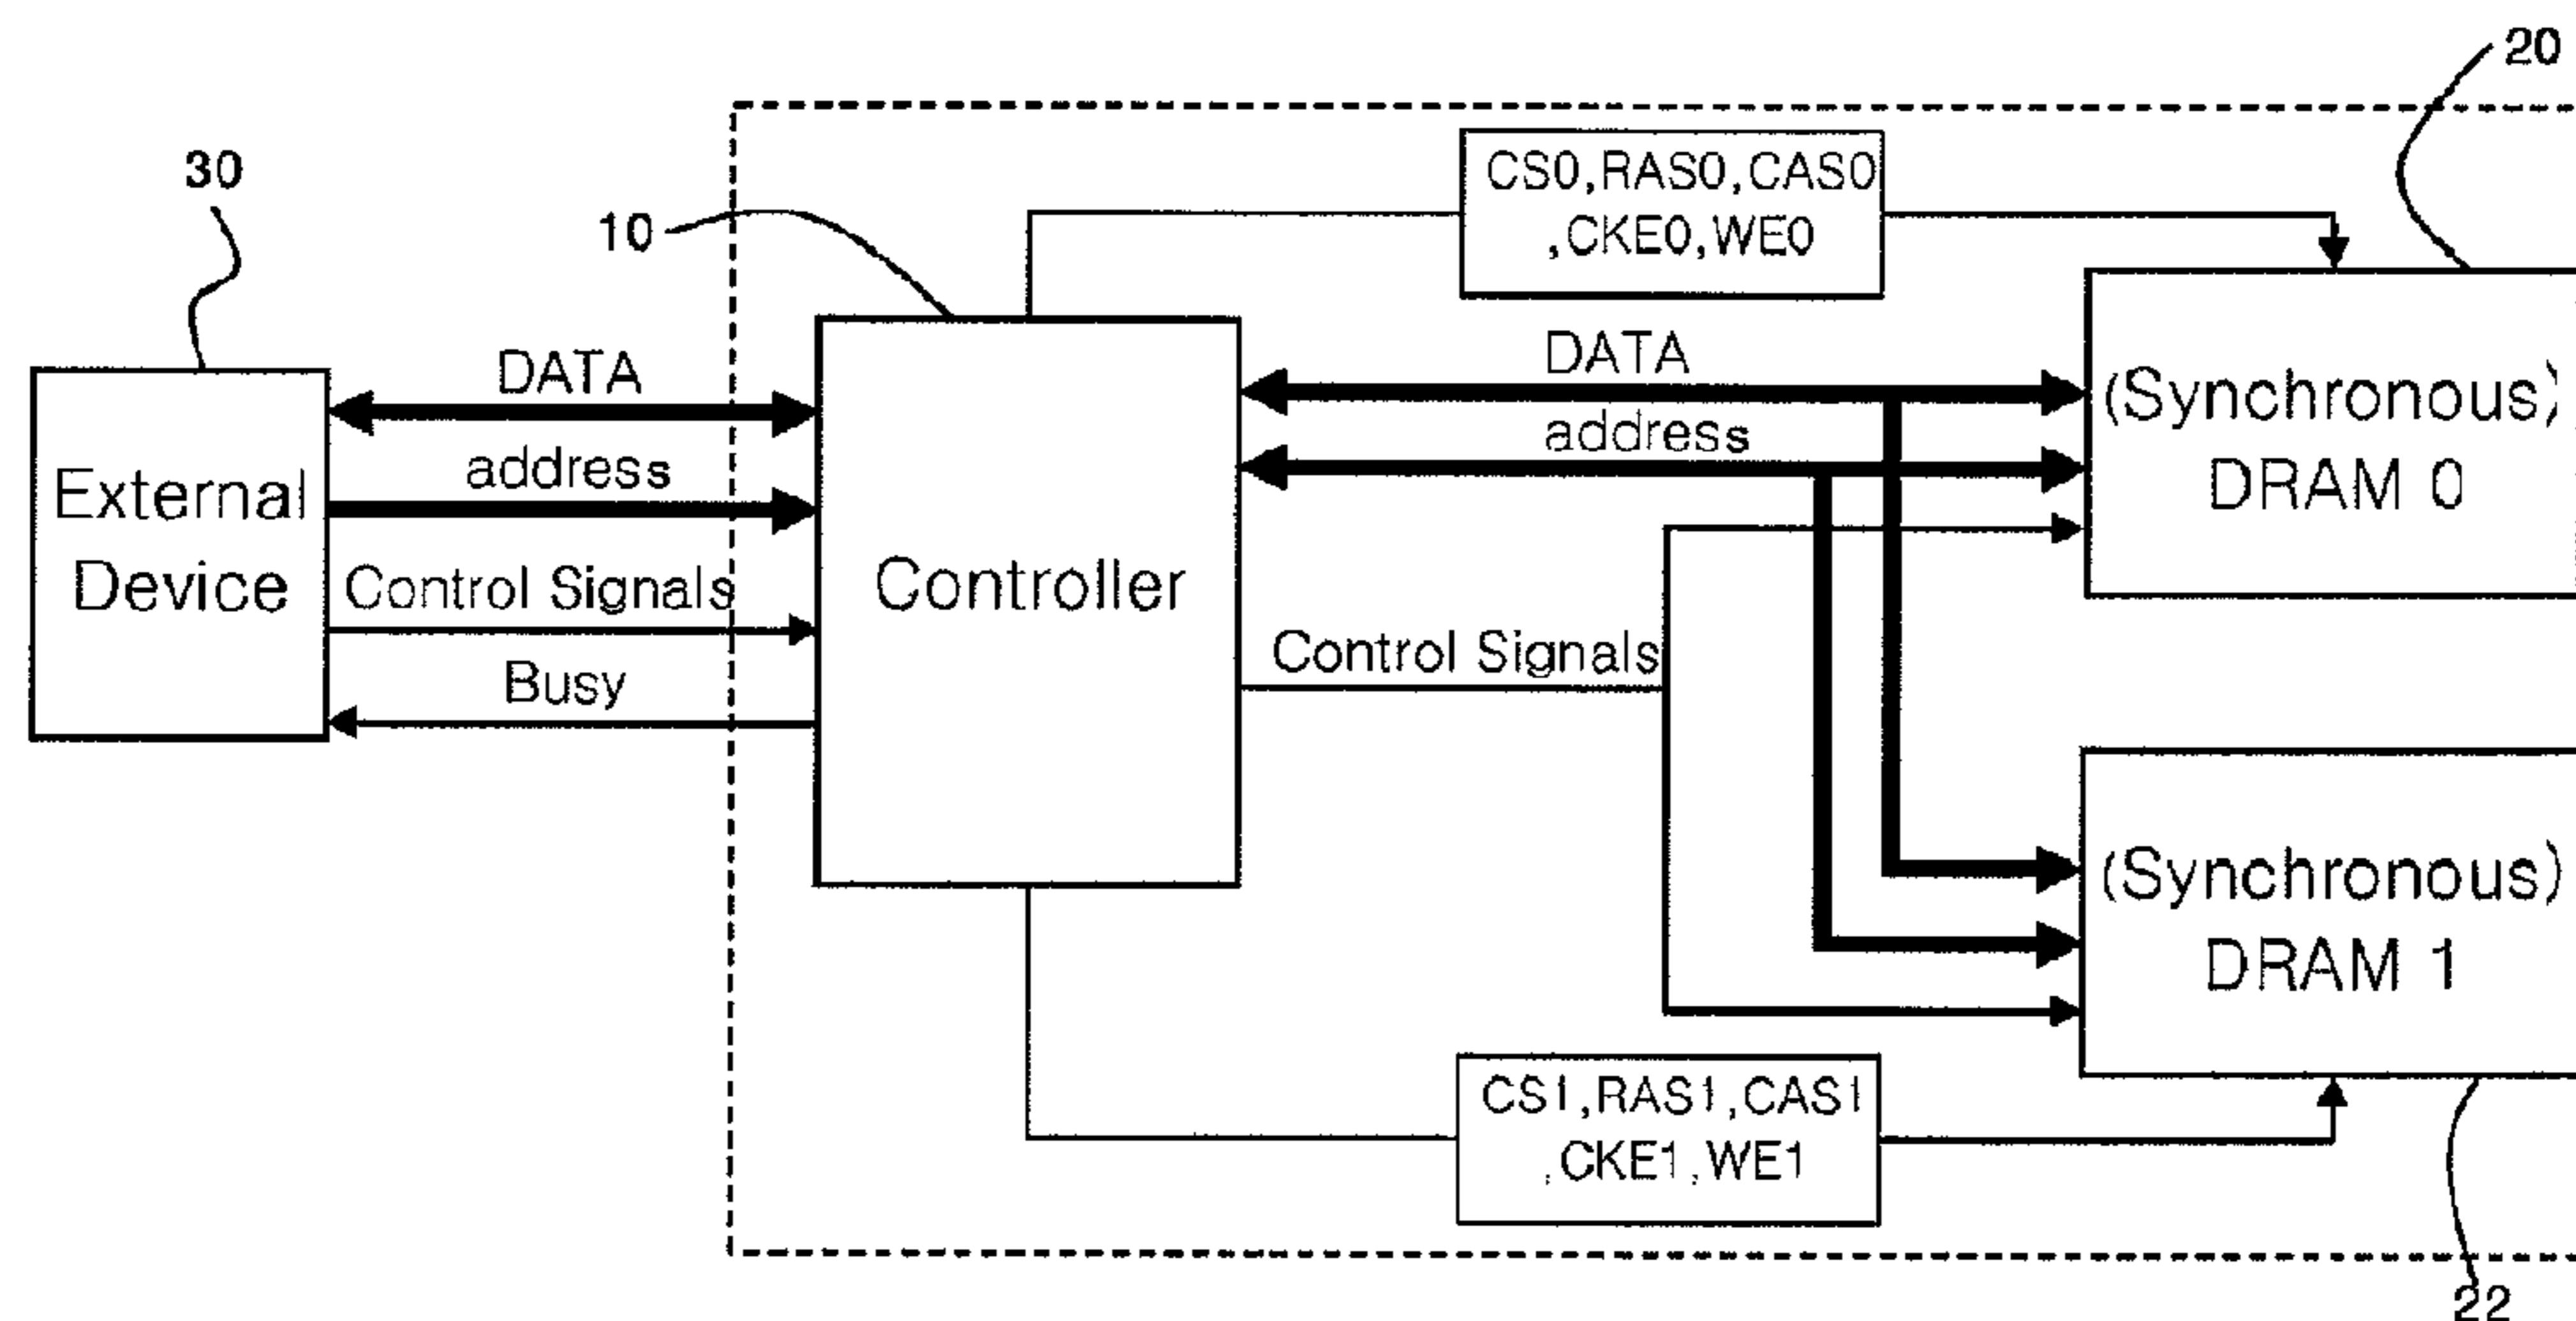 20
30
10
CS0,RAS0,CAS0
,CKE0,WE0
DATA
address
Control Signals
Busy
External
Device
Controller
DATA
address
Control Signals
(Synchronous)
DRAM 0
(Synchronous)
DRAM 1
CS1,RAS1,CAS1
,CKE1,WE1
22